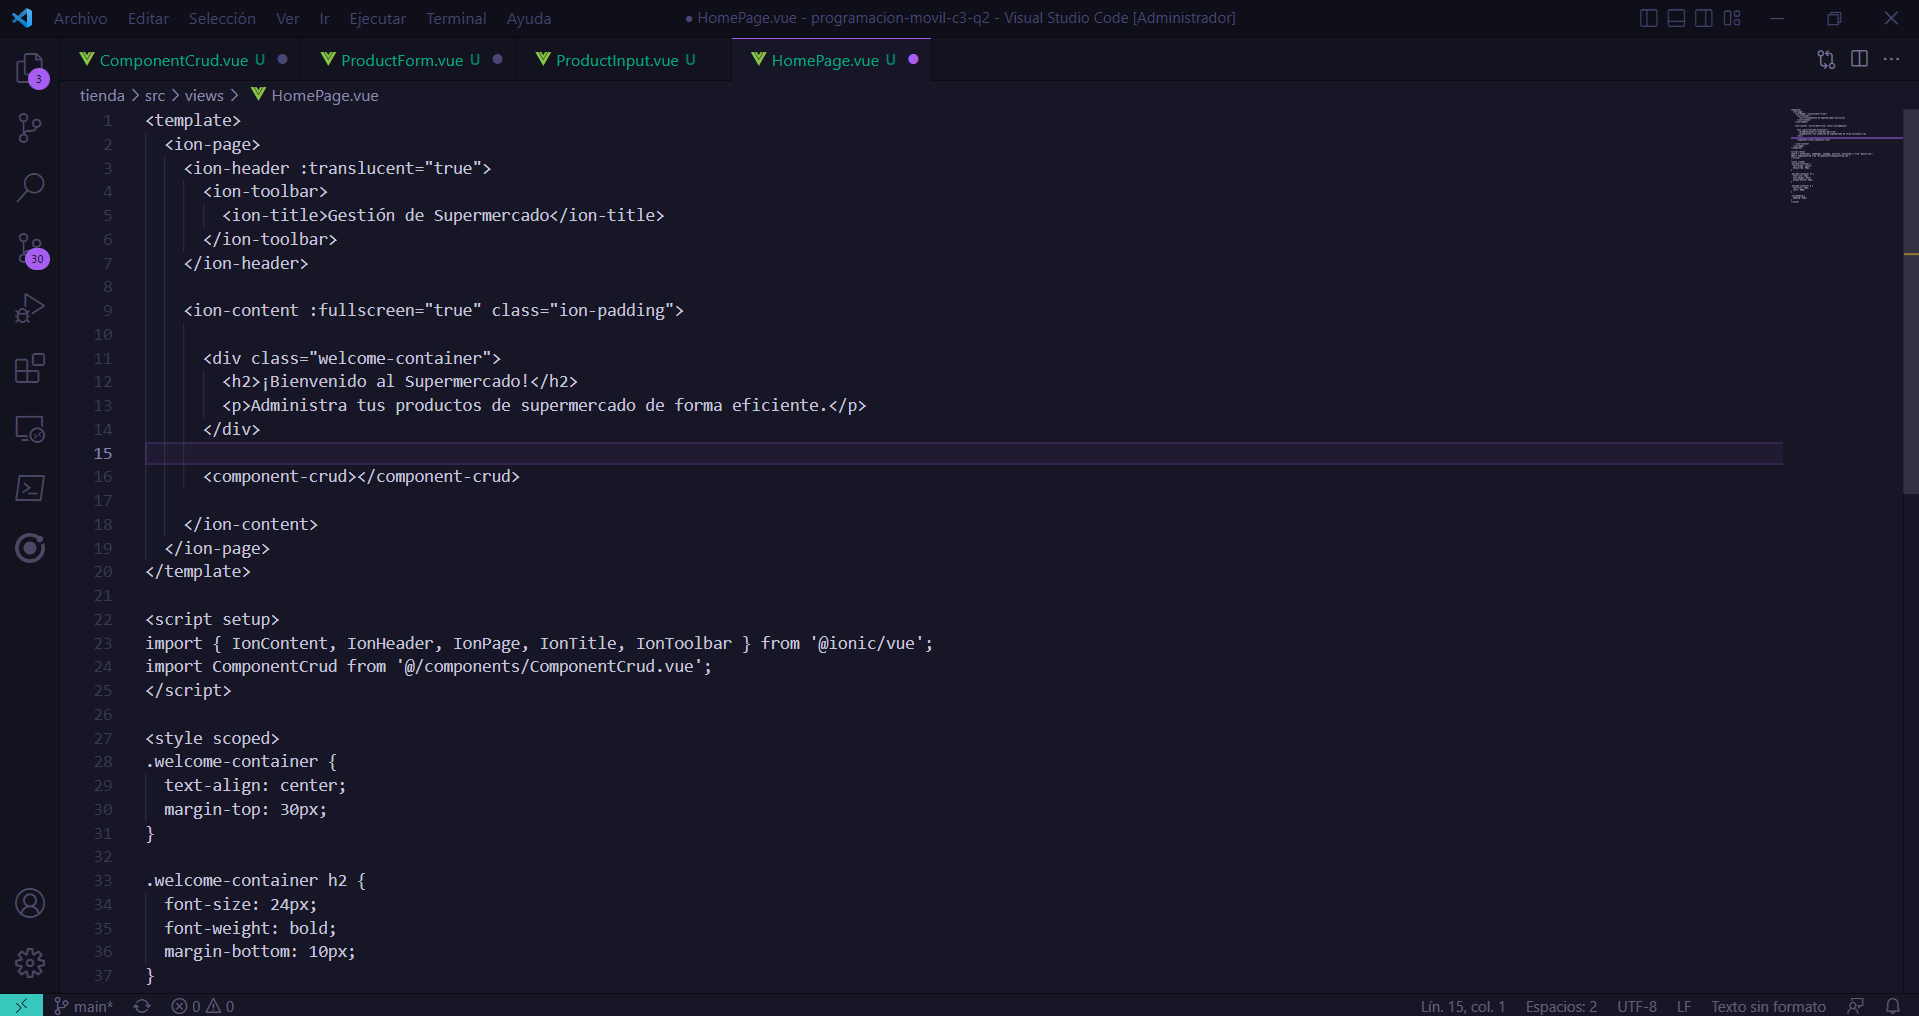 Archivo Editar Selección Ver Ir Ejecutar Terminal Ayuda
● HomePage.vue - programacion-movil-c3-q2 - Visual Studio Code [Administrador]
ComponentCrud.vue U ProductForm.vue U ProductInput.vue U HomePage.vue U
3
30
tienda > src > views > HomePage.vue
1 <template>
2 <ion-page>
3 <ion-header :translucent="true">
4 <ion-toolbar>
5 <ion-title>Gestión de Supermercado</ion-title>
6 </ion-toolbar>
7 </ion-header>
8
9 <ion-content :fullscreen="true" class="ion-padding">
10
11 <div class="welcome-container">
12 <h2>¡Bienvenido al Supermercado!</h2>
13 <p>Administra tus productos de supermercado de forma eficiente.</p>
14 </div>
15
16 <component-crud></component-crud>
17
18 </ion-content>
19 </ion-page>
20 </template>
21
22 <script setup>
23 import { IonContent, IonHeader, IonPage, IonTitle, IonToolbar } from '@ionic/vue';
24 import ComponentCrud from '@/components/ComponentCrud.vue';
25 </script>
26
27 <style scoped>
28 .welcome-container {
29 text-align: center;
30 margin-top: 30px;
31 }
32
33 .welcome-container h2 {
34 font-size: 24px;
35 font-weight: bold;
36 margin-bottom: 10px;
37 }
main* 0 0 Lín. 15, col. 1 Espacios: 2 UTF-8 LF Texto sin formato